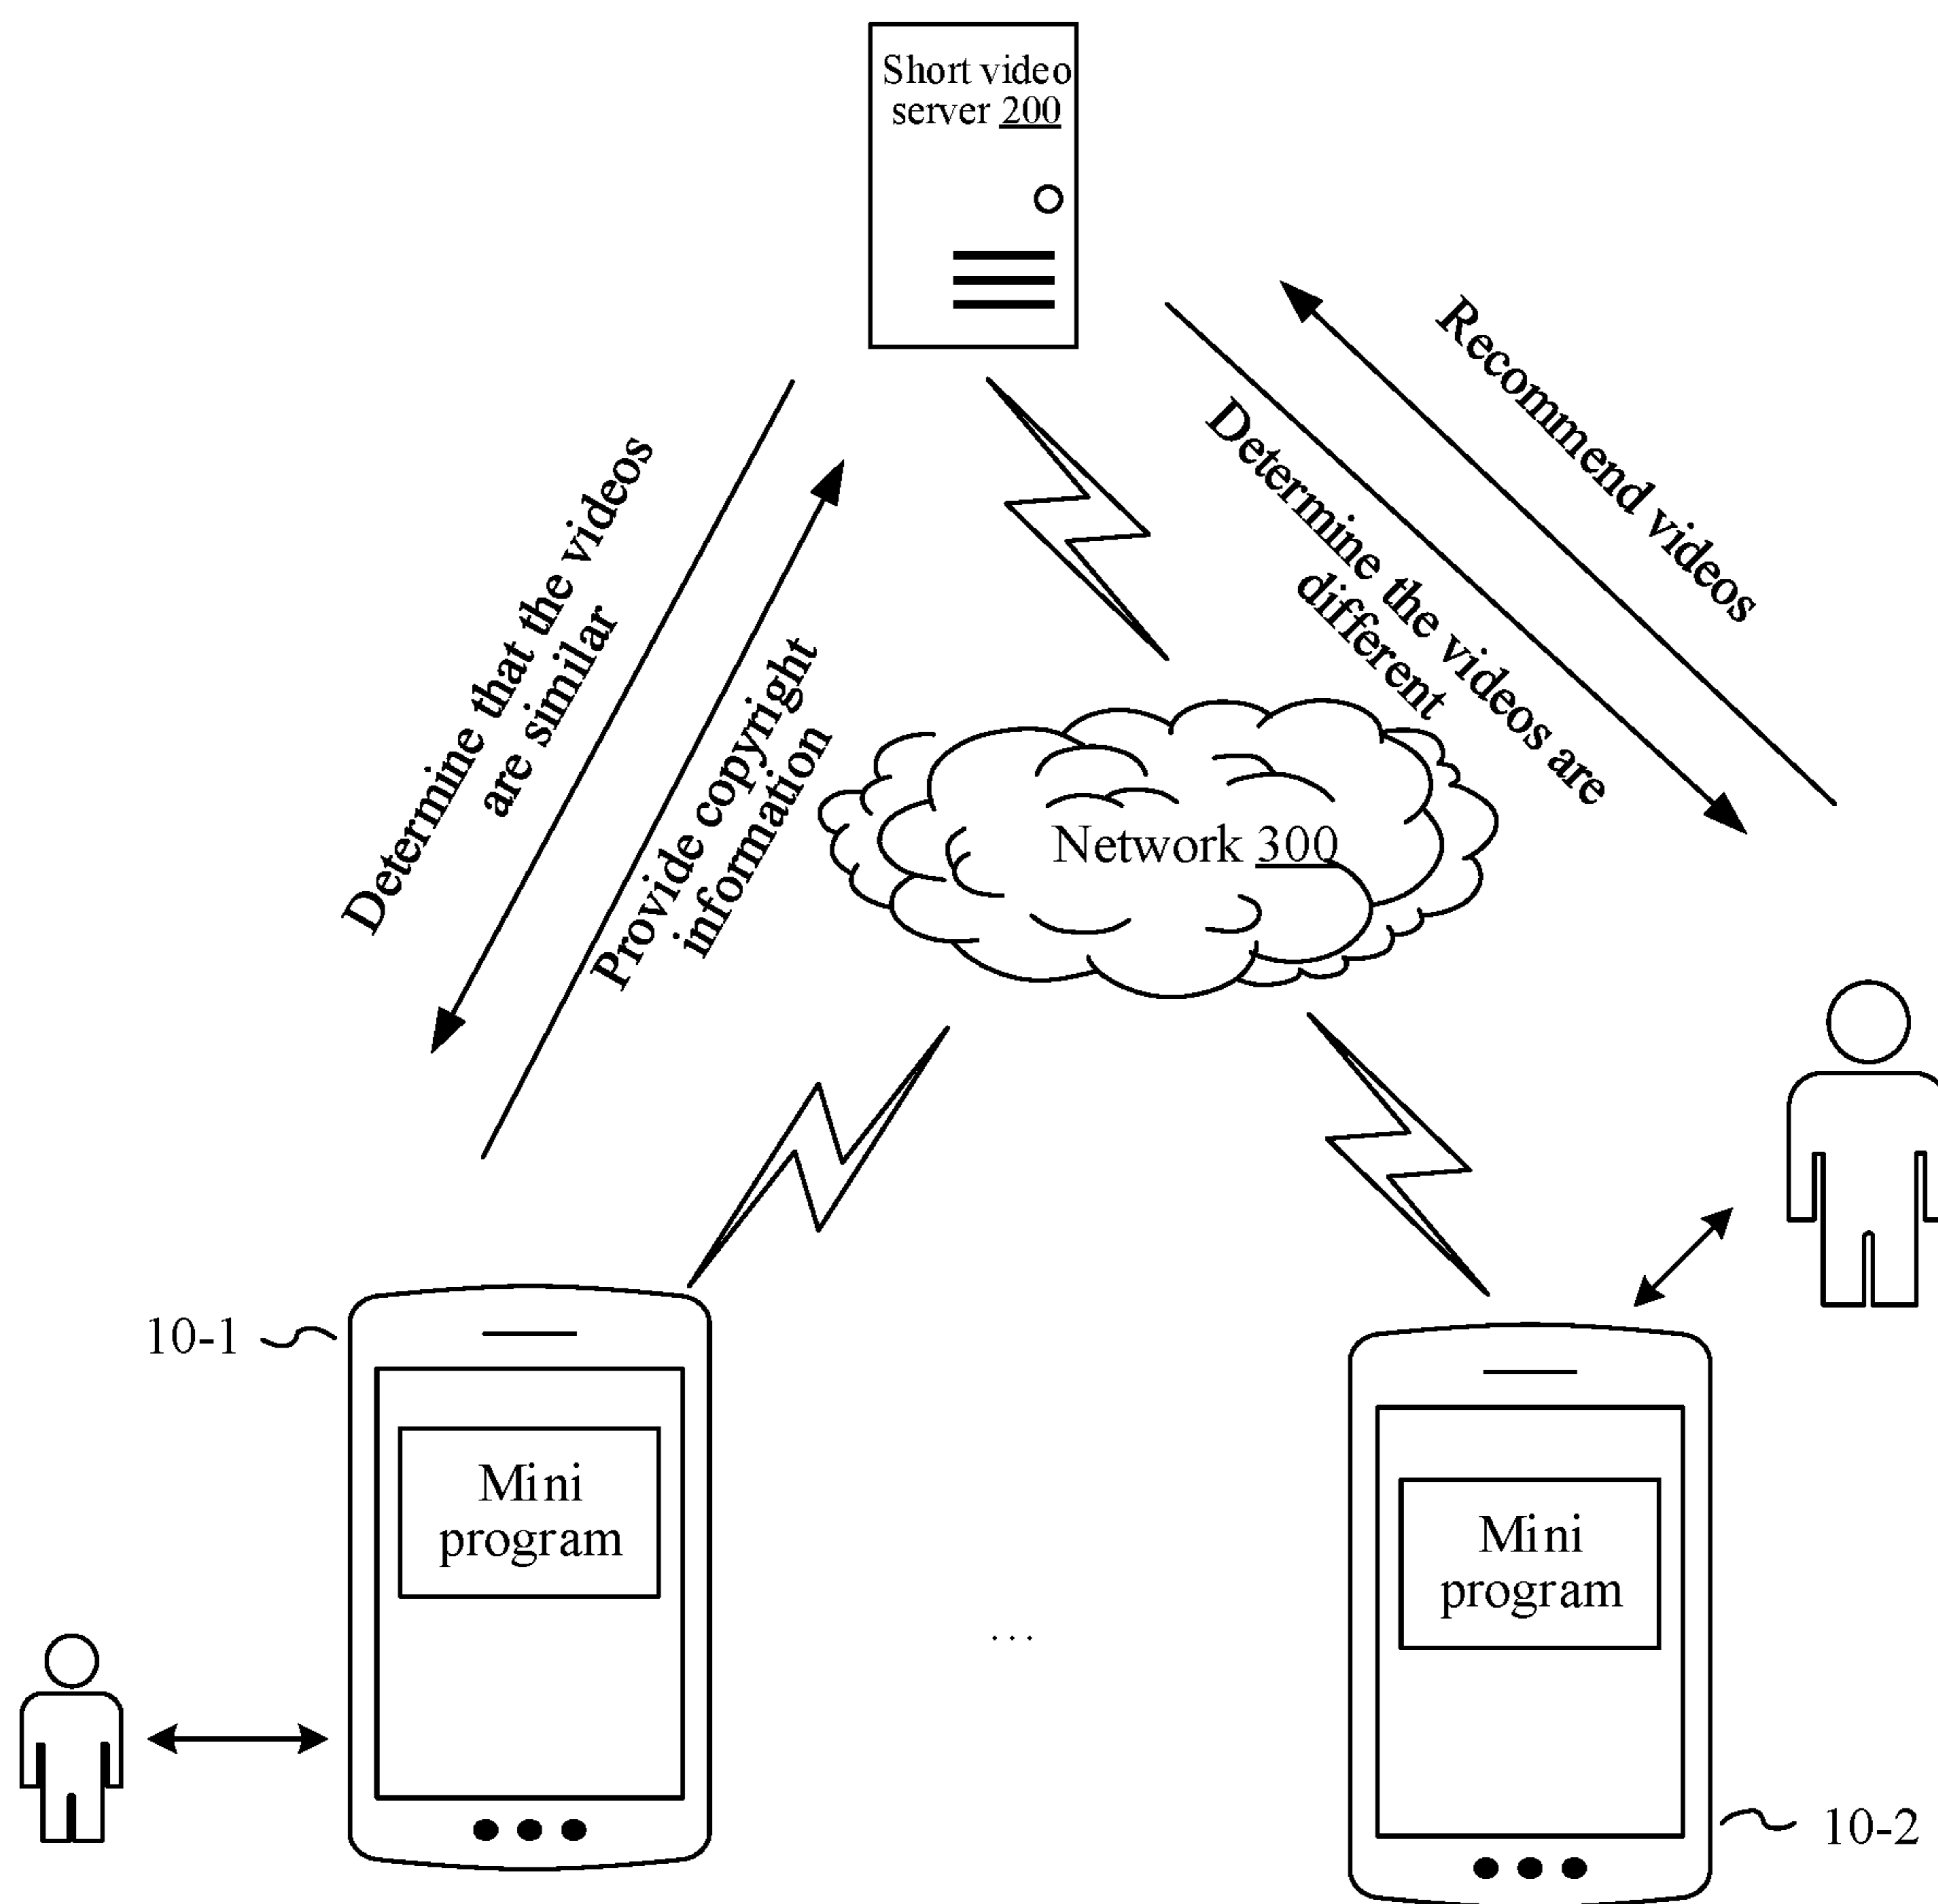 Short video
server 200
Determine that the videos
are similar
Provide copyright
information
Recommend videos
Determine the videos are
different
Network 300
10-1
Mini
program
...
Mini
program
10-2